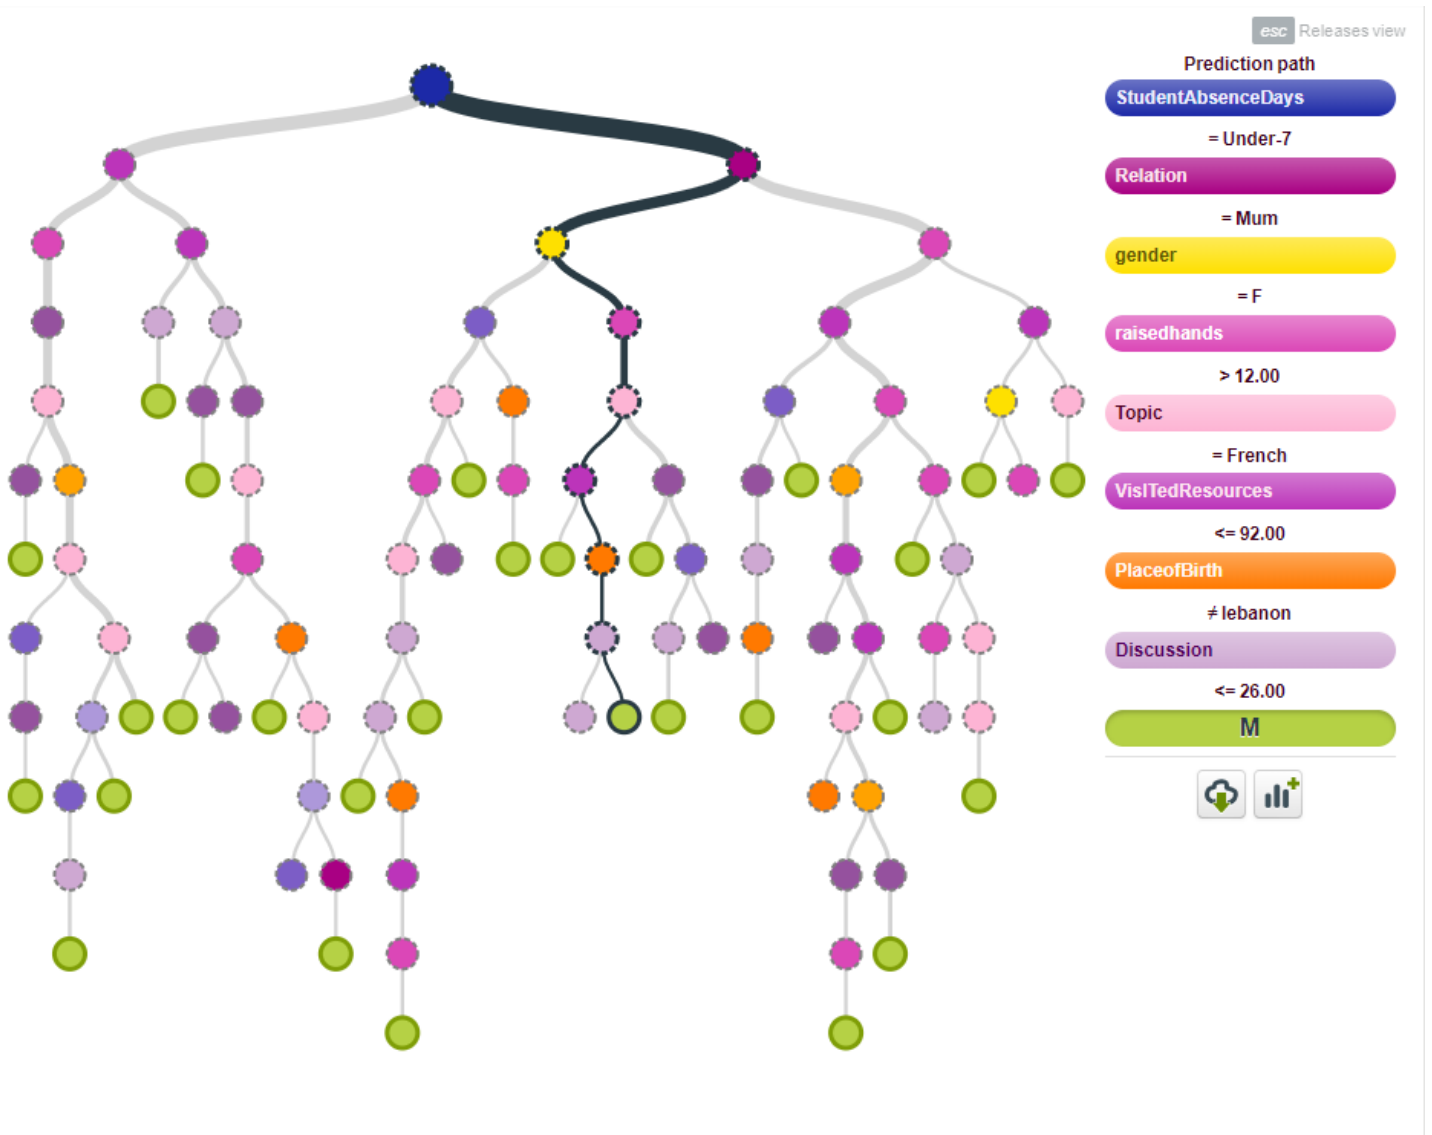 esc Releases view
Prediction path
StudentAbsenceDays
= Under-7
Relation
= Mum
gender
= F
raisedhands
> 12.00
Topic
= French
VisITedResources
<= 92.00
PlaceofBirth
≠ lebanon
Discussion
<= 26.00
M